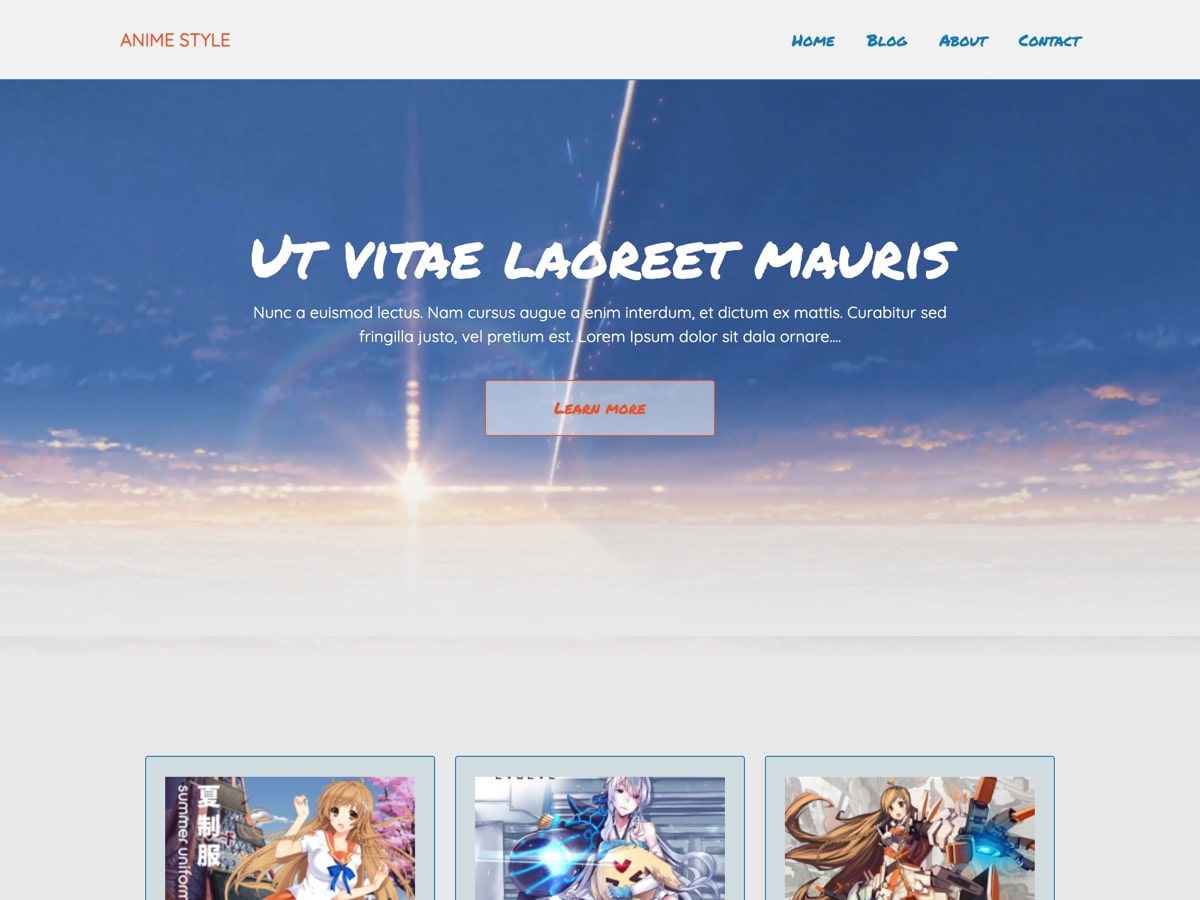 ANIME STYLE
Home Blog About Contact
Ut vitae laoreet mauris
Nunc a euismod lectus. Nam cursus augue a enim interdum, et dictum ex mattis. Curabitur sed
fringilla justo, vel pretium est. Lorem Ipsum dolor sit dala ornare....
Learn more
夏制服
summer uniform